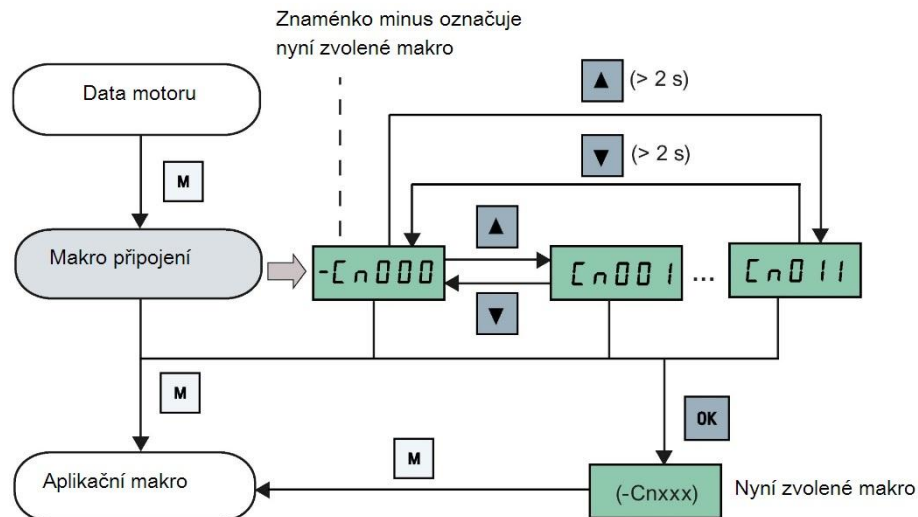 Znaménko minus označuje
nyní zvolené makro
Data motoru
▲ (> 2 s)
▼ (> 2 s)
M
Makro připojení
-Cn000
▲
▼
Cn001
...
Cn011
M
OK
Aplikační makro
M
(-Cnxxx)
Nyní zvolené makro